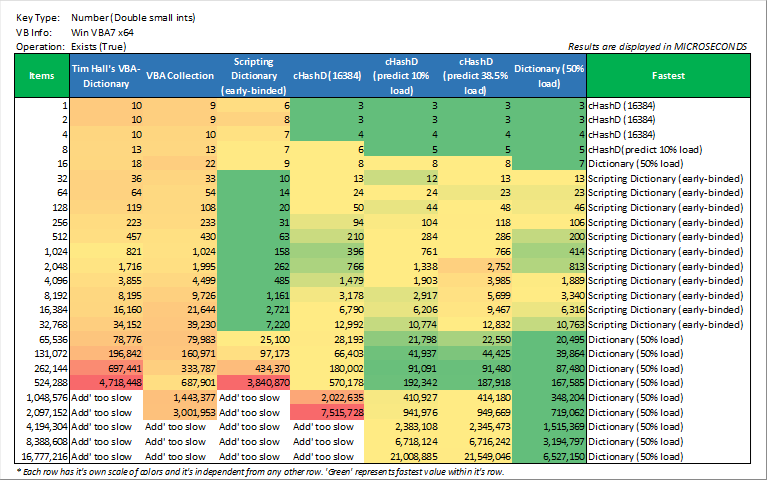 Key Type: Number (Double small ints)
VB Info: Win VBA7 x64
Operation: Exists (True) Results are displayed in MICROSECONDS
Items Tim Hall's VBA-Dictionary VBA Collection Scripting Dictionary (early-binded) cHashD (16384) cHashD (predict 10% load) cHashD (predict 38.5% load) Dictionary (50% load) Fastest
1 10 9 6 3 3 3 3 cHashD (16384)
2 10 9 8 3 3 3 3 cHashD (16384)
4 10 10 7 4 4 4 4 cHashD (16384)
8 13 13 7 6 5 5 5 cHashD(predict 10% load)
16 18 22 9 8 8 8 7 Dictionary (50% load)
32 36 33 10 13 12 13 13 Scripting Dictionary (early-binded)
64 64 54 14 24 24 23 23 Scripting Dictionary (early-binded)
128 119 108 20 50 44 48 46 Scripting Dictionary (early-binded)
256 223 233 31 94 104 118 106 Scripting Dictionary (early-binded)
512 457 430 63 210 284 286 200 Scripting Dictionary (early-binded)
1,024 821 1,024 158 396 761 766 414 Scripting Dictionary (early-binded)
2,048 1,716 1,995 262 766 1,338 2,752 813 Scripting Dictionary (early-binded)
4,096 3,855 4,499 485 1,479 1,903 3,985 1,889 Scripting Dictionary (early-binded)
8,192 8,195 9,726 1,161 3,178 2,917 5,699 3,340 Scripting Dictionary (early-binded)
16,384 16,160 21,644 2,721 6,790 6,206 9,467 6,316 Scripting Dictionary (early-binded)
32,768 34,152 39,230 7,220 12,992 10,774 12,832 10,763 Scripting Dictionary (early-binded)
65,536 78,776 79,983 25,100 28,193 21,798 22,550 20,495 Dictionary (50% load)
131,072 196,842 160,971 97,173 66,403 41,937 44,425 39,864 Dictionary (50% load)
262,144 697,441 333,787 434,370 180,002 91,091 91,480 87,480 Dictionary (50% load)
524,288 4,718,448 687,901 3,840,870 570,178 192,342 187,918 167,585 Dictionary (50% load)
1,048,576 Add' too slow 1,443,377 Add' too slow 2,022,635 410,927 414,180 348,204 Dictionary (50% load)
2,097,152 Add' too slow 3,001,953 Add' too slow 7,515,728 941,976 949,669 719,062 Dictionary (50% load)
4,194,304 Add' too slow Add' too slow Add' too slow Add' too slow 2,383,108 2,345,473 1,515,369 Dictionary (50% load)
8,388,608 Add' too slow Add' too slow Add' too slow Add' too slow 6,718,124 6,716,242 3,194,797 Dictionary (50% load)
16,777,216 Add' too slow Add' too slow Add' too slow Add' too slow 21,008,885 21,549,046 6,527,150 Dictionary (50% load)
* Each row has it's own scale of colors and it's independent from any other row. 'Green' represents fastest value within it's row.